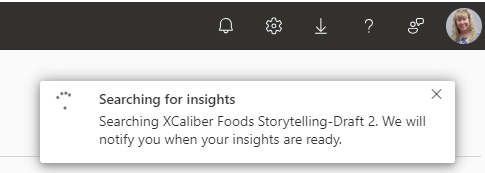 Searching for insights
Searching XCaliber Foods Storytelling-Draft 2. We will
notify you when your insights are ready.